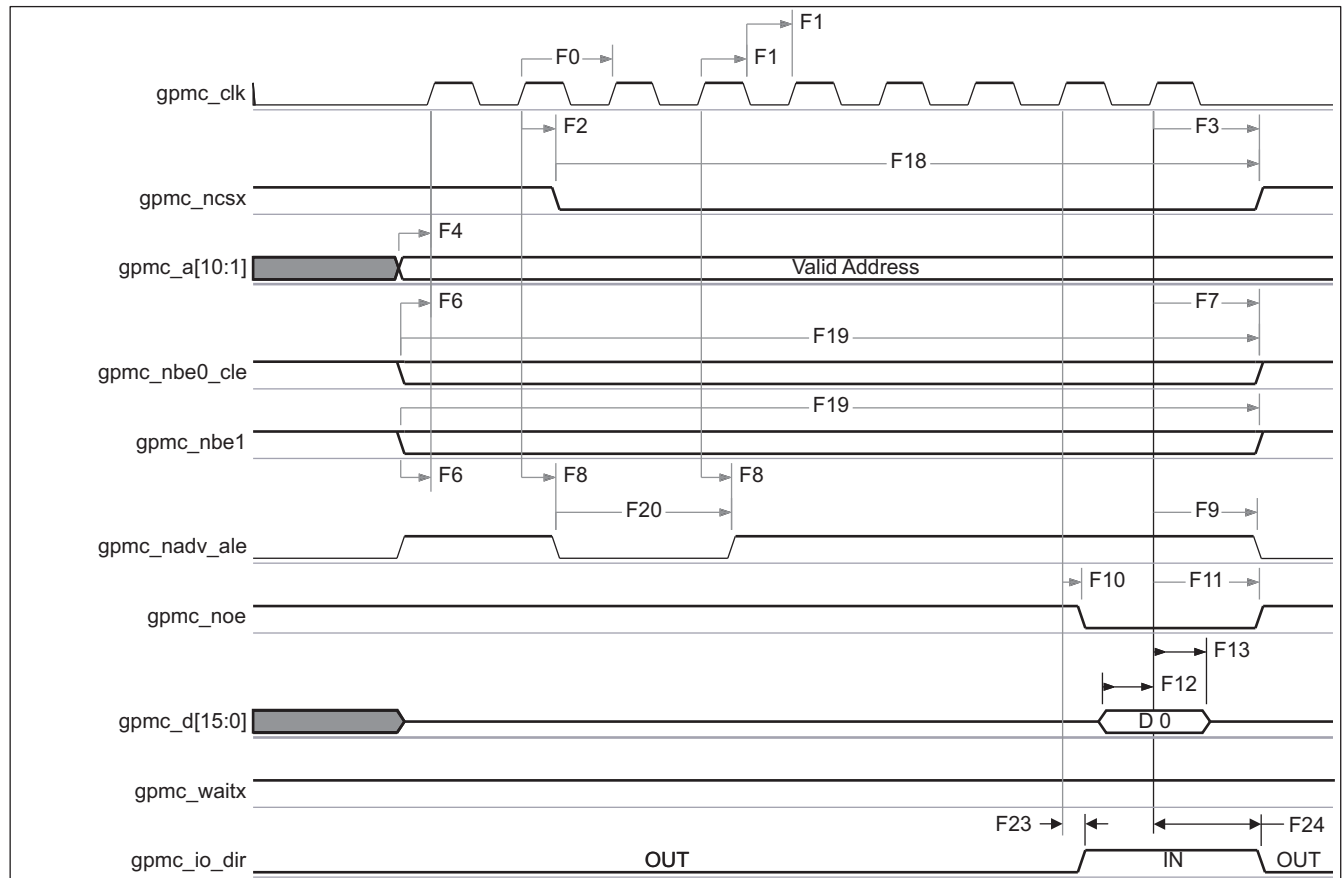 F1
F0 F1
gpmc_clk
F2 F3
F18
gpmc_ncsx
F4
gpmc_a[10:1] Valid Address
F6 F7
F19
gpmc_nbe0_cle
F19
gpmc_nbe1
F6 F8 F8
F20 F9
gpmc_nadv_ale
F10 F11
gpmc_noe
F13
F12
gpmc_d[15:0] D 0
gpmc_waitx
F23 F24
gpmc_io_dir OUT IN OUT